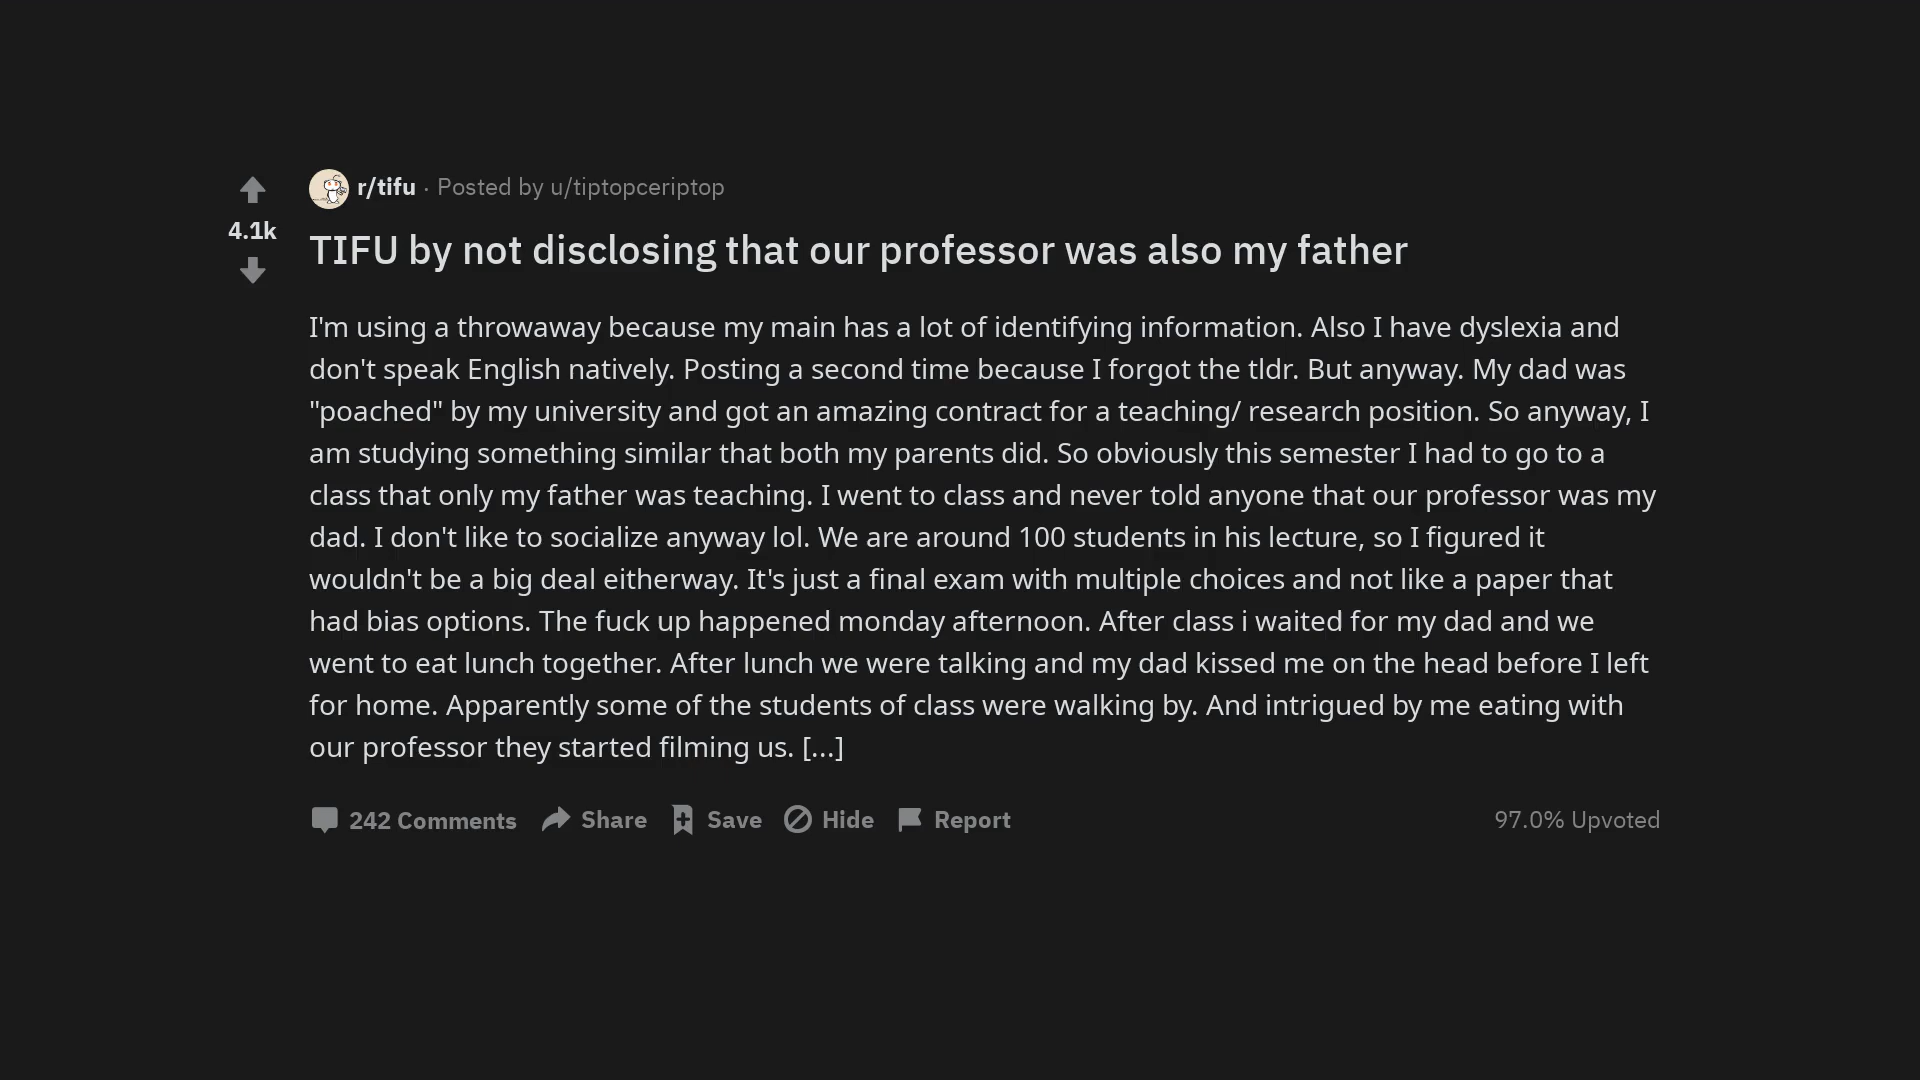 r/tifu · Posted by u/tiptopceriptop
4.1k
TIFU by not disclosing that our professor was also my father
I'm using a throwaway because my main has a lot of identifying information. Also I have dyslexia and
don't speak English natively. Posting a second time because I forgot the tldr. But anyway. My dad was
"poached" by my university and got an amazing contract for a teaching/ research position. So anyway, I
am studying something similar that both my parents did. So obviously this semester I had to go to a
class that only my father was teaching. I went to class and never told anyone that our professor was my
dad. I don't like to socialize anyway lol. We are around 100 students in his lecture, so I figured it
wouldn't be a big deal eitherway. It's just a final exam with multiple choices and not like a paper that
had bias options. The fuck up happened monday afternoon. After class i waited for my dad and we
went to eat lunch together. After lunch we were talking and my dad kissed me on the head before I left
for home. Apparently some of the students of class were walking by. And intrigued by me eating with
our professor they started filming us. [...]
242 Comments Share Save Hide Report 97.0% Upvoted